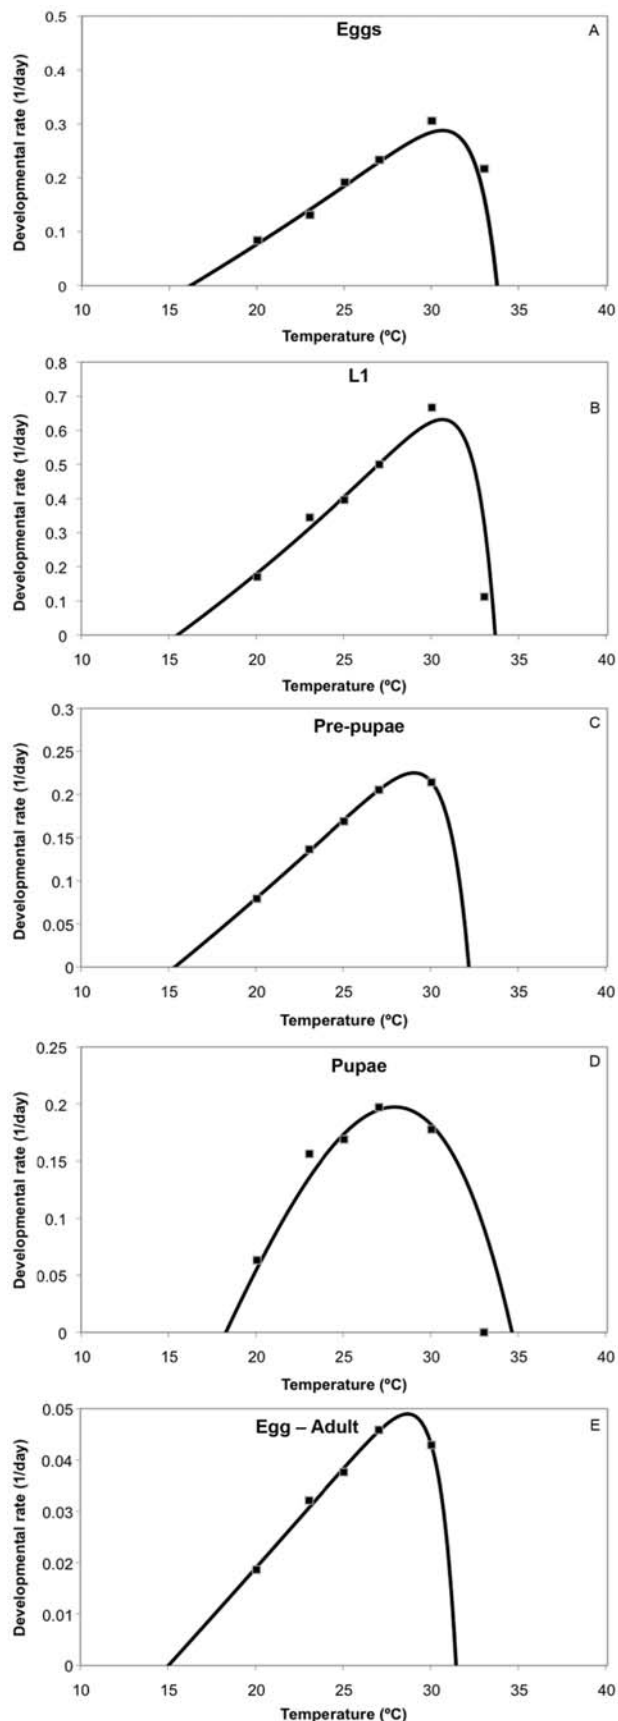 Eggs
A
Developmental rate (1/day)
0.5
0.4
0.3
0.2
0.1
0
10 15 20 25 30 35 40
Temperature (ºC)
L1
B
Developmental rate (1/day)
0.8
0.7
0.6
0.5
0.4
0.3
0.2
0.1
0
10 15 20 25 30 35 40
Temperature (ºC)
Pre-pupae
C
Developmental rate (1/day)
0.3
0.25
0.2
0.15
0.1
0.05
0
10 15 20 25 30 35 40
Temperature (ºC)
Pupae
D
Developmental rate (1/day)
0.25
0.2
0.15
0.1
0.05
0
10 15 20 25 30 35 40
Temperature (ºC)
Egg – Adult
E
Developmental rate (1/day)
0.05
0.04
0.03
0.02
0.01
0
10 15 20 25 30 35 40
Temperature (ºC)